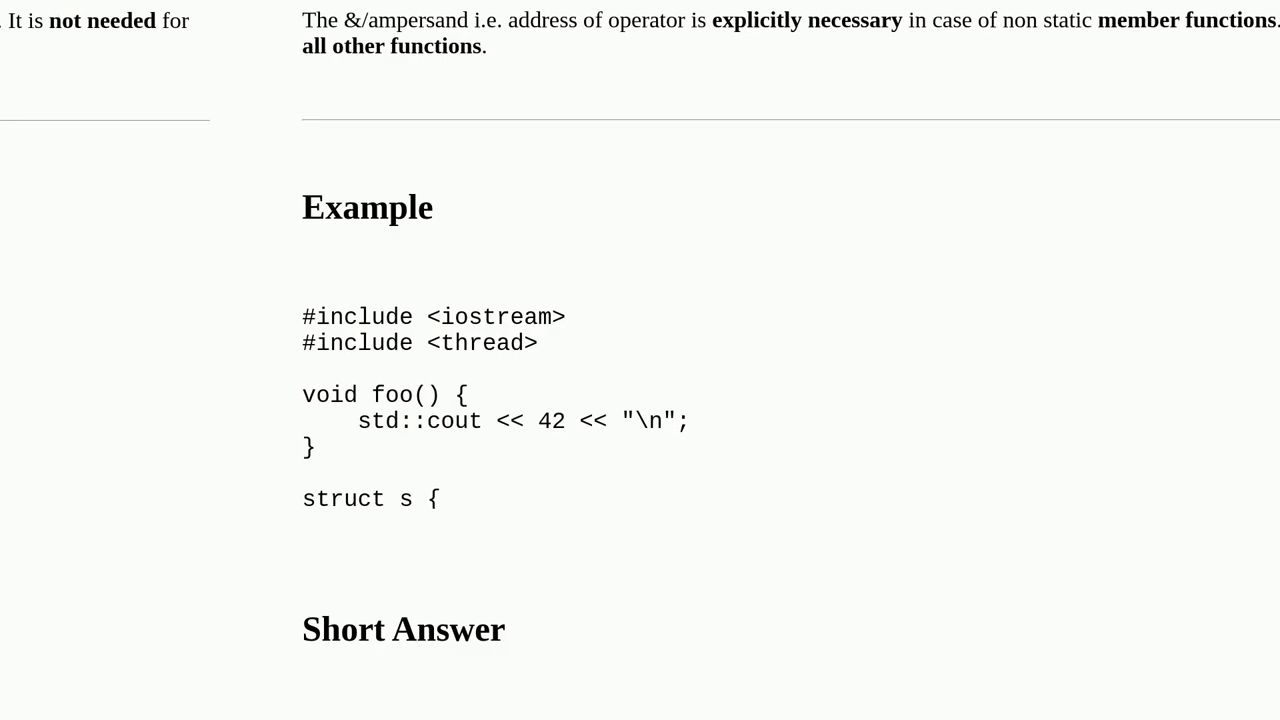 . It is not needed for
The &/ampersand i.e. address of operator is explicitly necessary in case of non static member functions.
all other functions.
Example
#include <iostream>
#include <thread>
void foo() {
    std::cout << 42 << "\n";
}
struct s {
Short Answer